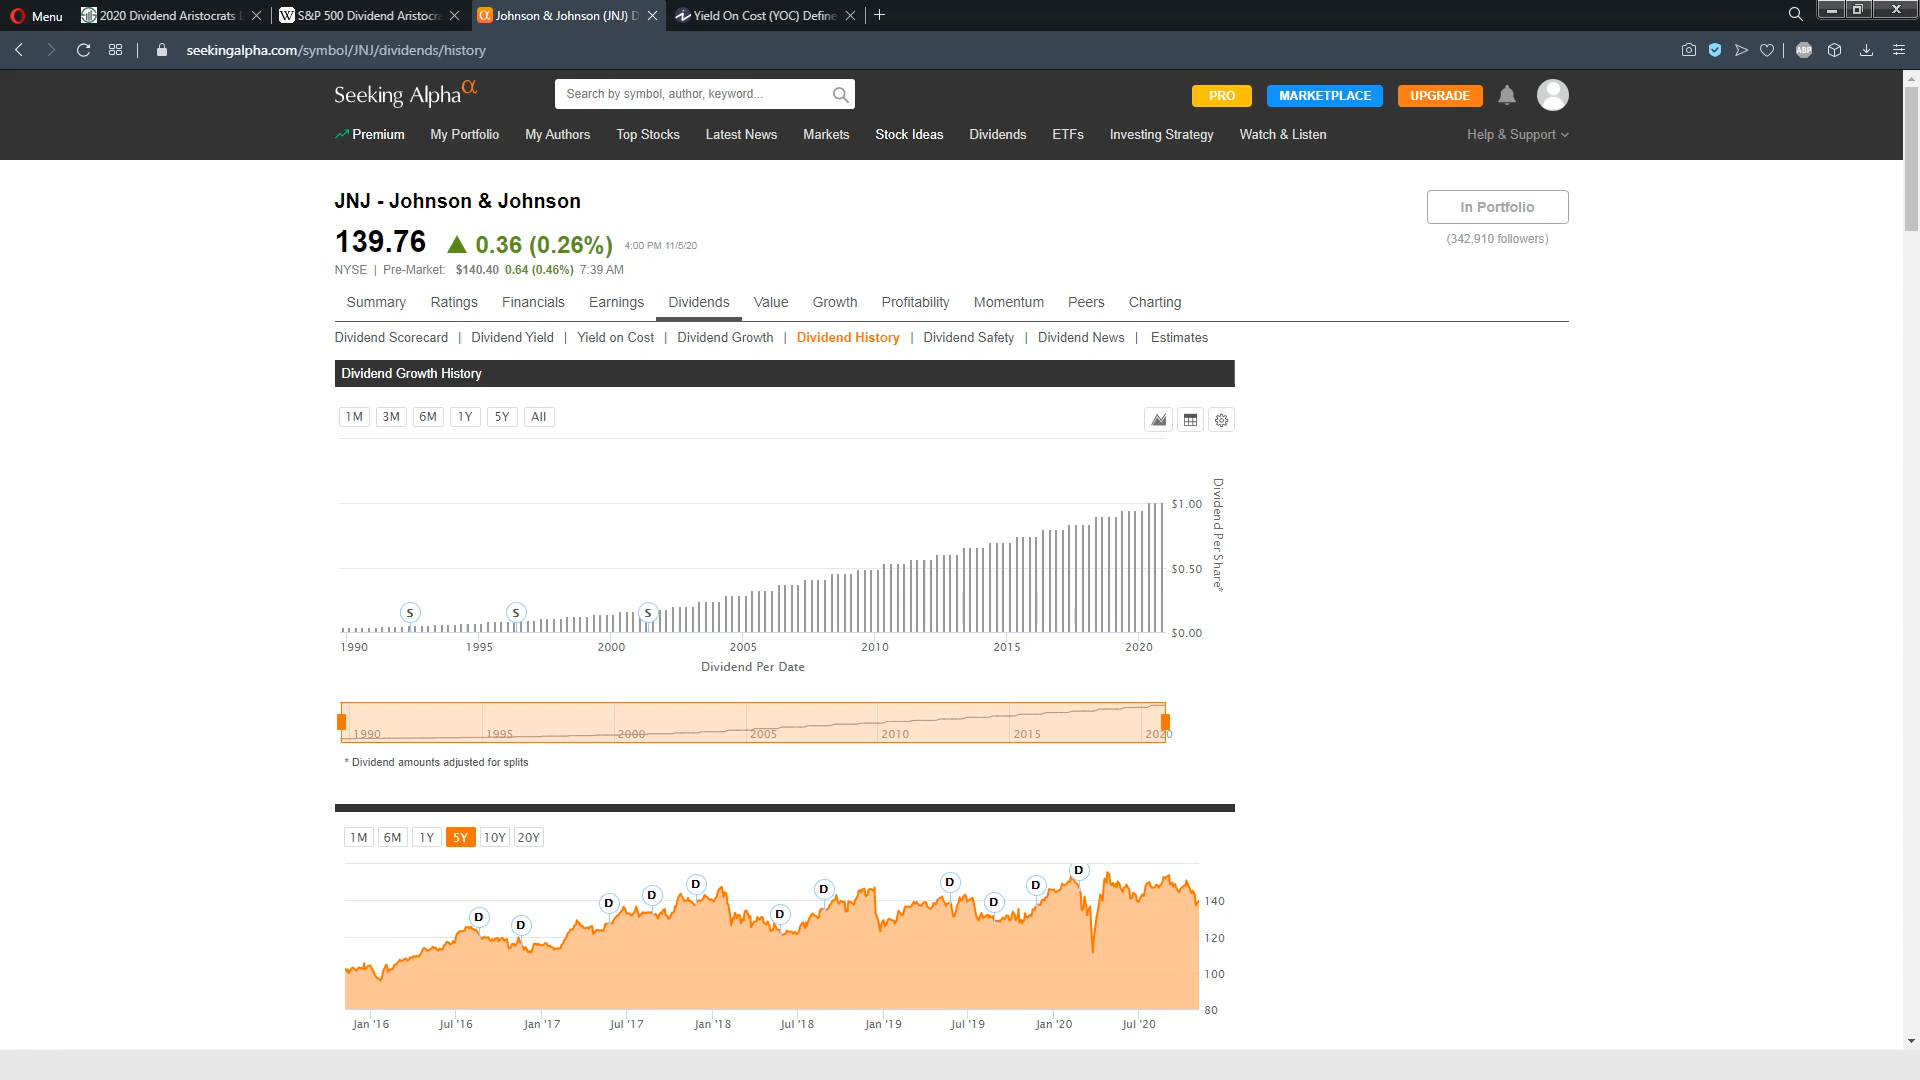 Menu
2020 Dividend Aristocrats L
S&P 500 Dividend Aristocra
Johnson & Johnson (JNJ) D
Yield On Cost (YOC) Define
seekingalpha.com/symbol/JNJ/dividends/history
ABP
Seeking Alpha α
Search by symbol, author, keyword...
PRO
MARKETPLACE
UPGRADE
Premium My Portfolio My Authors Top Stocks Latest News Markets Stock Ideas Dividends ETFs Investing Strategy Watch & Listen Help & Support
JNJ - Johnson & Johnson
In Portfolio
139.76 ▲ 0.36 (0.26%) 4:00 PM 11/5/20
(342,910 followers)
NYSE | Pre-Market: $140.40 0.64 (0.46%) 7:39 AM
Summary Ratings Financials Earnings Dividends Value Growth Profitability Momentum Peers Charting
Dividend Scorecard | Dividend Yield | Yield on Cost | Dividend Growth | Dividend History | Dividend Safety | Dividend News | Estimates
Dividend Growth History
1M 3M 6M 1Y 5Y All
$1.00
$0.50
$0.00
Dividend Per Share*
S S S
1990 1995 2000 2005 2010 2015 2020
Dividend Per Date
1990 1995 2000 2005 2010 2015 2020
* Dividend amounts adjusted for splits
1M 6M 1Y 5Y 10Y 20Y
D D D D D D D D D D D
140
120
100
80
Jan '16 Jul '16 Jan '17 Jul '17 Jan '18 Jul '18 Jan '19 Jul '19 Jan '20 Jul '20